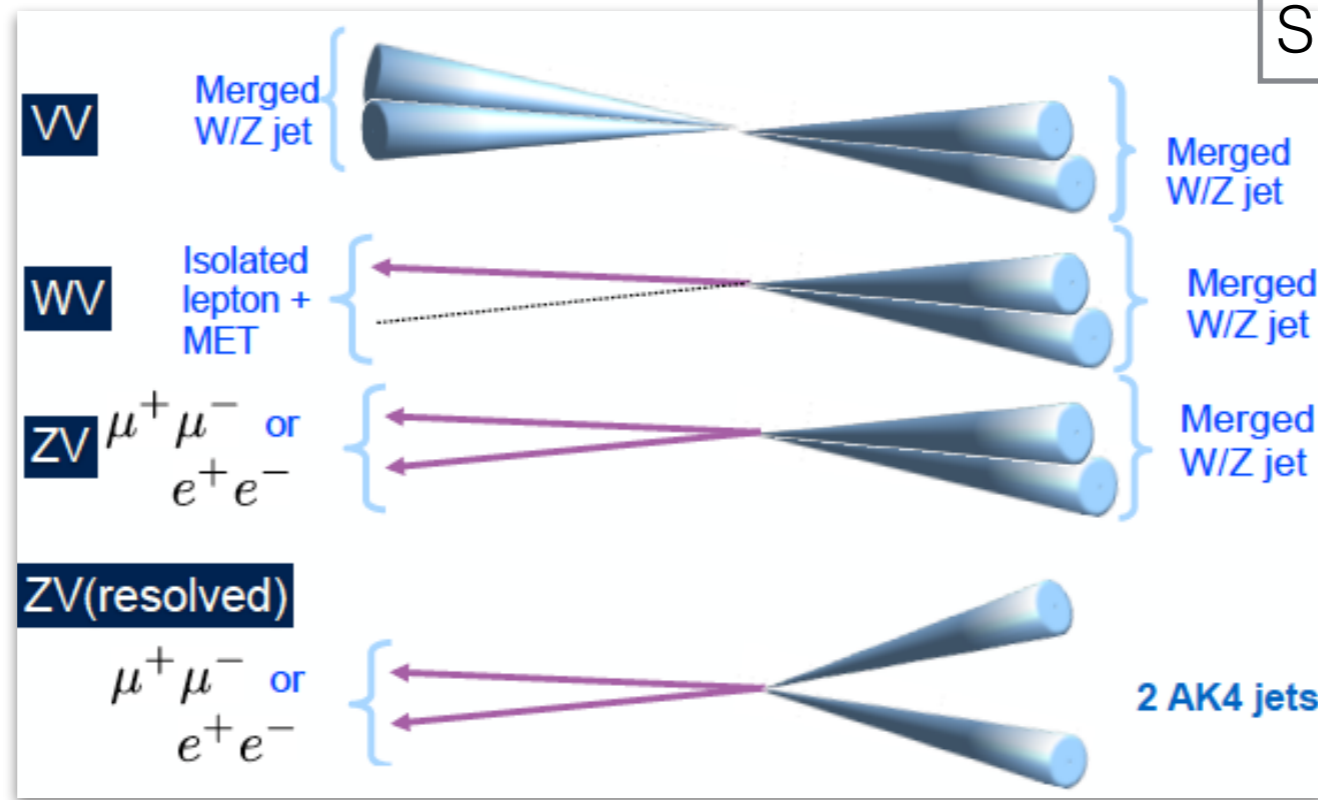 S
VV
Merged
W/Z jet
Merged
W/Z jet
WV
Isolated
lepton +
MET
Merged
W/Z jet
ZV
μ⁺μ⁻ or
e⁺e⁻
Merged
W/Z jet
ZV(resolved)
μ⁺μ⁻ or
e⁺e⁻
2 AK4 jets